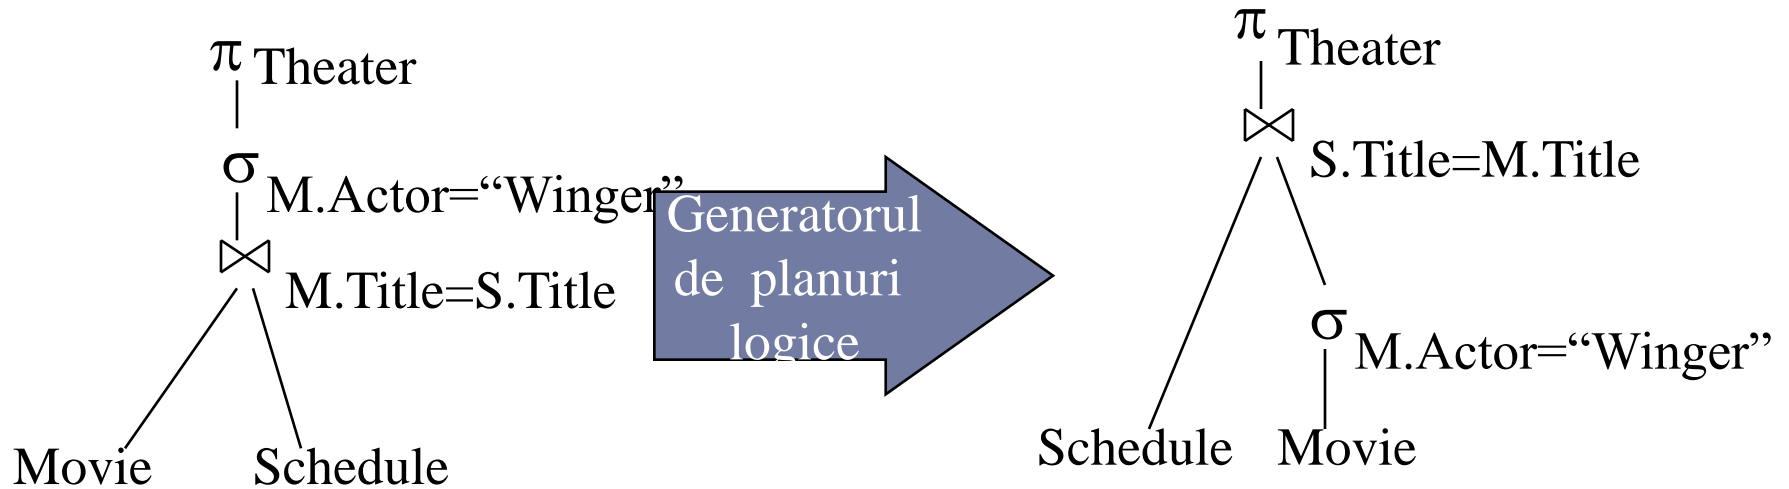 π Theater
σ M.Actor=“Winger”
⋈ M.Title=S.Title
Movie Schedule
Generatorul
de planuri
logice
π Theater
⋈ S.Title=M.Title
σ M.Actor=“Winger”
Schedule Movie